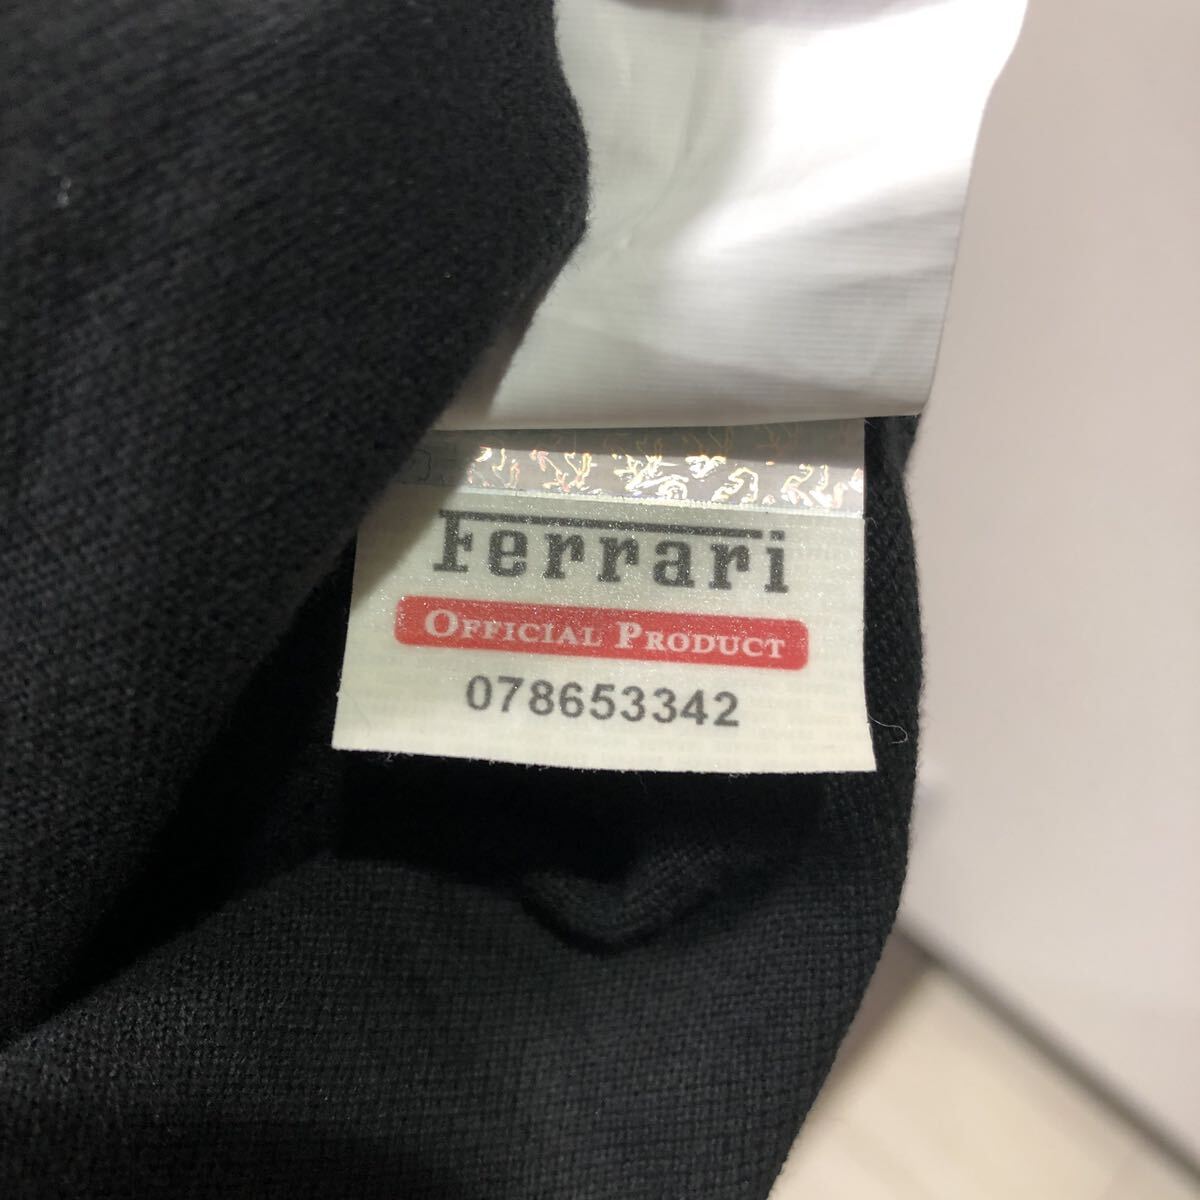 Ferrari
OFFICIAL PRODUCT
078653342